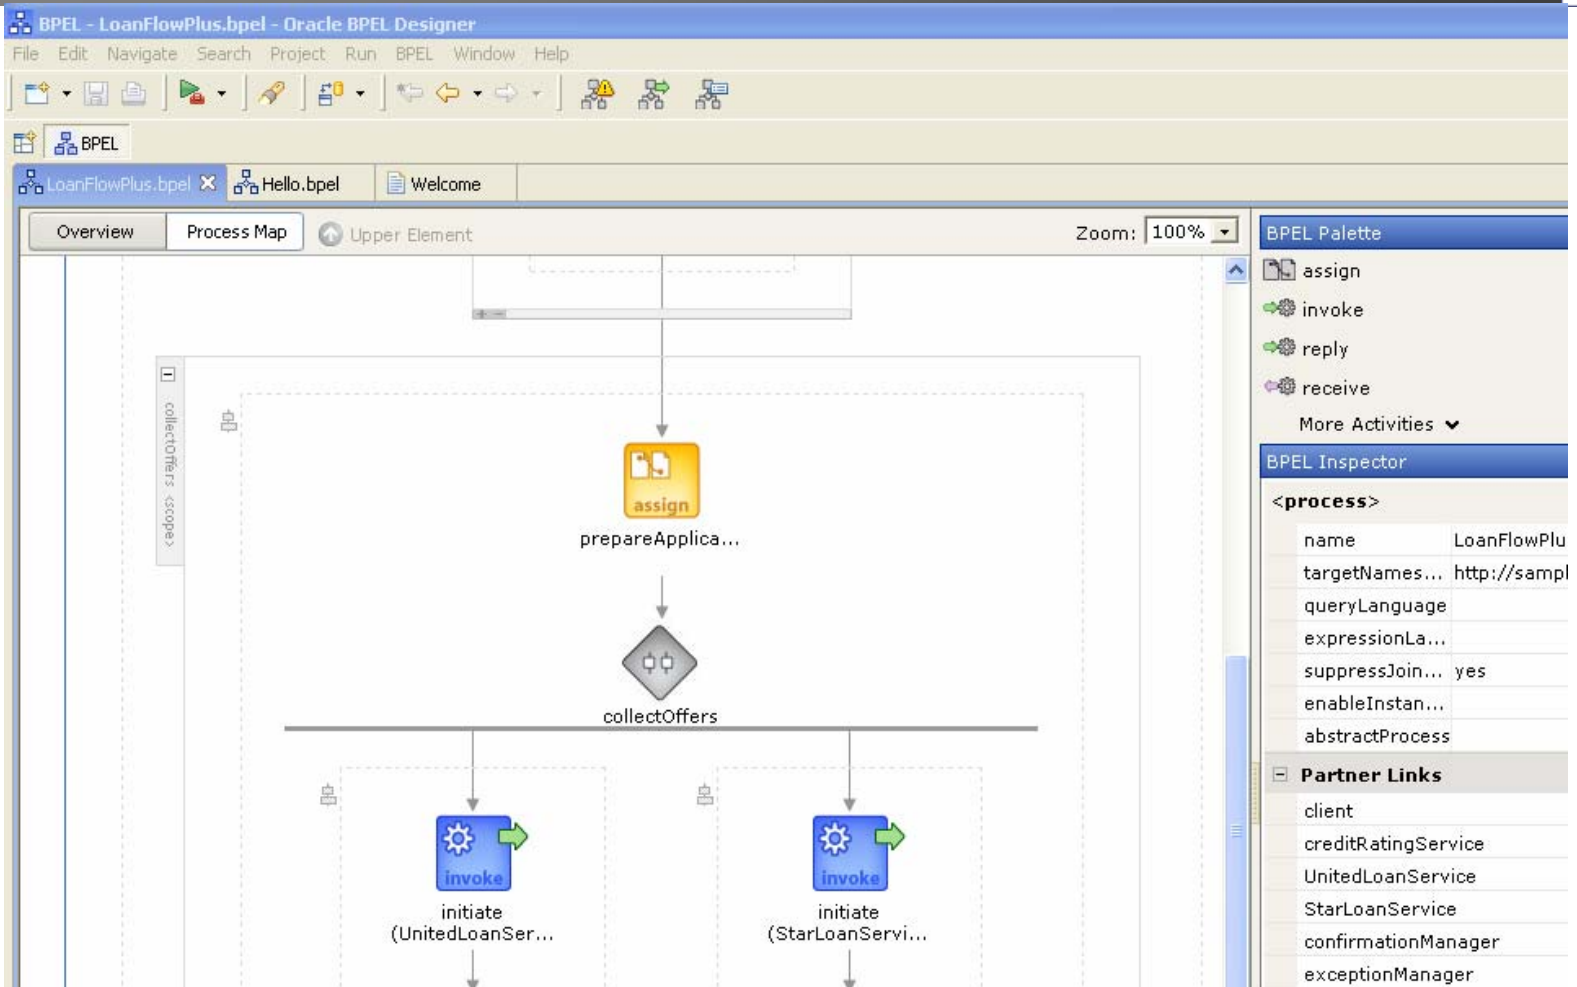 BPEL - LoanFlowPlus.bpel - Oracle BPEL Designer
File Edit Navigate Search Project Run BPEL Window Help
BPEL
LoanFlowPlus.bpel Hello.bpel Welcome
Overview Process Map Upper Element Zoom: 100%
BPEL Palette
assign
invoke
reply
receive
More Activities
BPEL Inspector
<process>
name LoanFlowPlu
targetNames... http://sampl
queryLanguage
expressionLa...
suppressJoin... yes
enableInstan...
abstractProcess
Partner Links
client
creditRatingService
UnitedLoanService
StarLoanService
confirmationManager
exceptionManager
collectOffers <scope>
assign
prepareApplica...
collectOffers
invoke
initiate
(UnitedLoanSer...
invoke
initiate
(StarLoanServi...